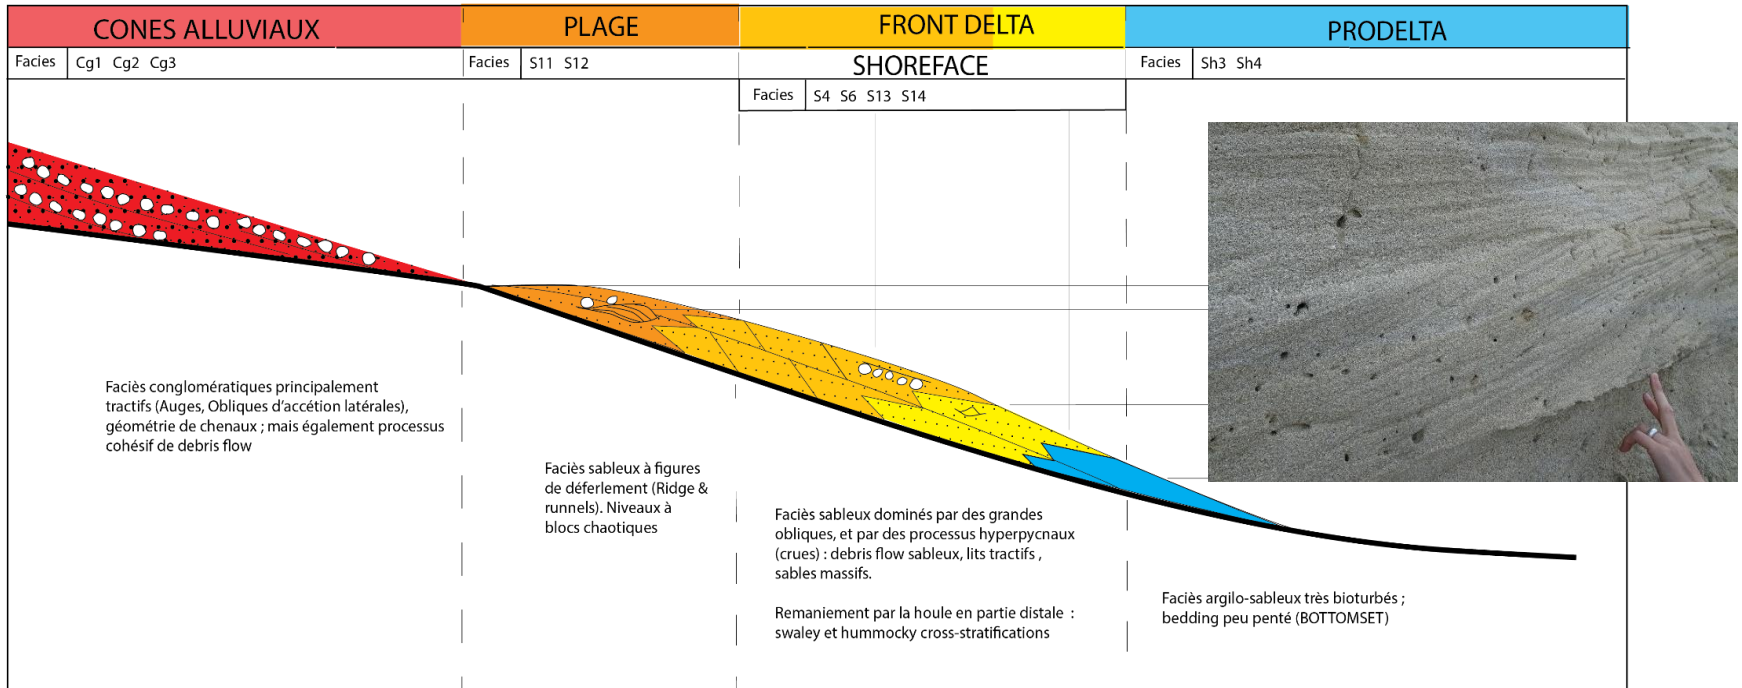 CONES ALLUVIAUX
PLAGE
FRONT DELTA
PRODELTA
Facies
Cg1 Cg2 Cg3
Facies
S11 S12
SHOREFACE
Facies
Sh3 Sh4
Facies
S4 S6 S13 S14
Faciès conglomératiques principalement
tractifs (Auges, Obliques d'accétion latérales),
géométrie de chenaux ; mais également processus
cohésif de debris flow
Faciès sableux à figures
de déferlement (Ridge &
runnels). Niveaux à
blocs chaotiques
Faciès sableux dominés par des grandes
obliques, et par des processus hyperpycnaux
(crues) : debris flow sableux, lits tractifs ,
sables massifs.
Remaniement par la houle en partie distale :
swaley et hummocky cross-stratifications
Faciès argilo-sableux très bioturbés ;
bedding peu penté (BOTTOMSET)